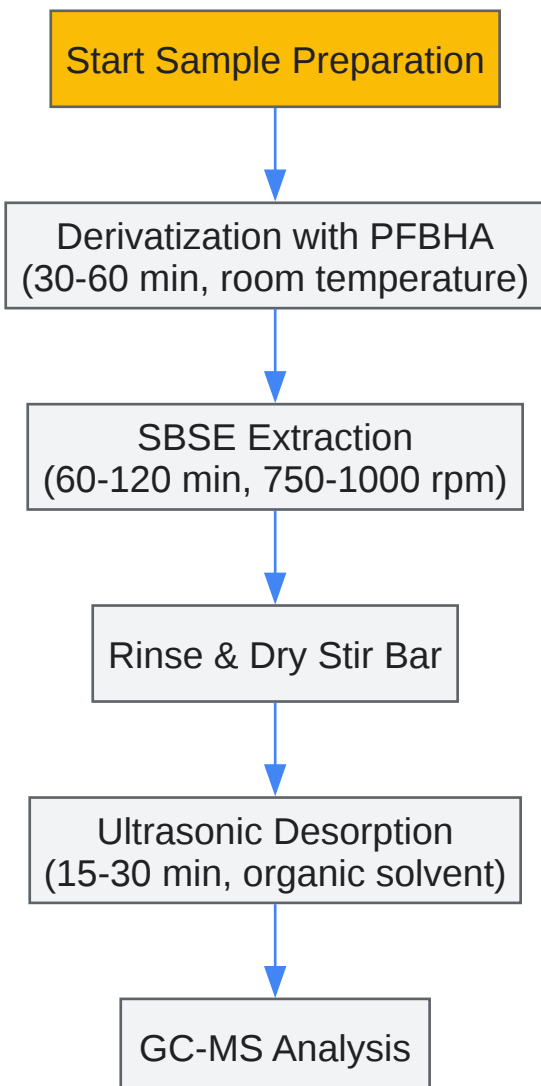 Start Sample Preparation
Derivatization with PFBHA
(30-60 min, room temperature)
SBSE Extraction
(60-120 min, 750-1000 rpm)
Rinse & Dry Stir Bar
Ultrasonic Desorption
(15-30 min, organic solvent)
GC-MS Analysis